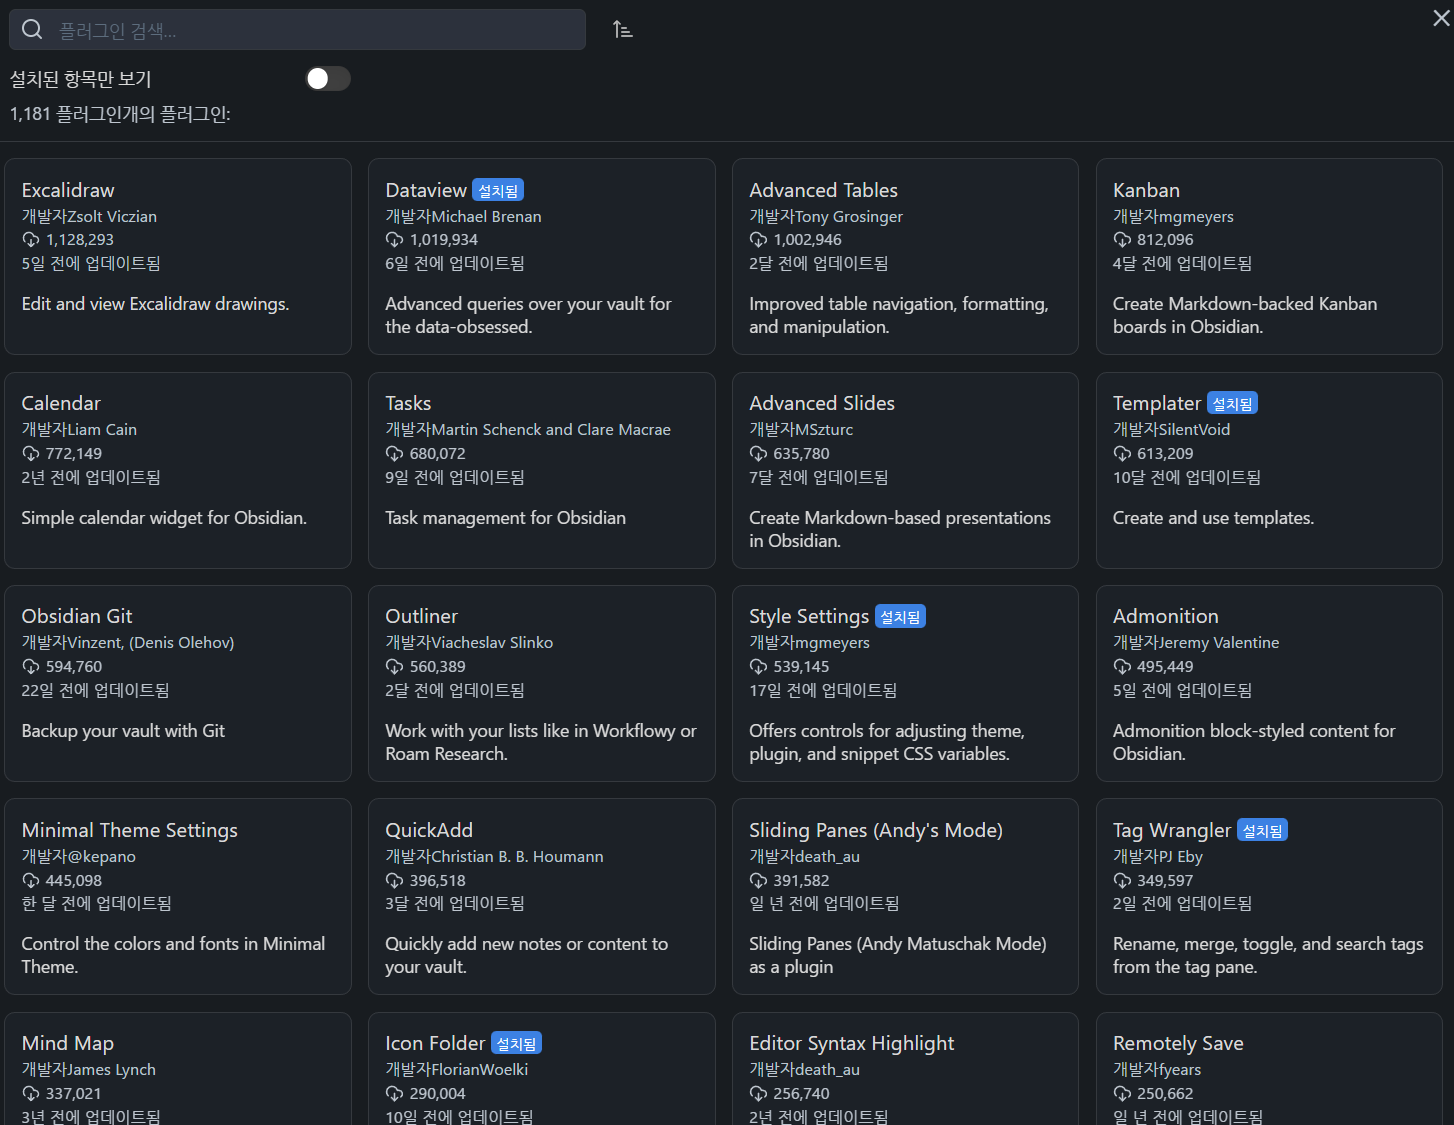 플러그인 검색...
설치된 항목만 보기
1,181 플러그인개의 플러그인:
Excalidraw
개발자Zsolt Viczian
1,128,293
5일 전에 업데이트됨
Edit and view Excalidraw drawings.
Dataview 설치됨
개발자Michael Brenan
1,019,934
6일 전에 업데이트됨
Advanced queries over your vault for
the data-obsessed.
Advanced Tables
개발자Tony Grosinger
1,002,946
2달 전에 업데이트됨
Improved table navigation, formatting,
and manipulation.
Kanban
개발자mgmeyers
812,096
4달 전에 업데이트됨
Create Markdown-backed Kanban
boards in Obsidian.
Calendar
개발자Liam Cain
772,149
2년 전에 업데이트됨
Simple calendar widget for Obsidian.
Tasks
개발자Martin Schenck and Clare Macrae
680,072
9일 전에 업데이트됨
Task management for Obsidian
Advanced Slides
개발자MSzturc
635,780
7달 전에 업데이트됨
Create Markdown-based presentations
in Obsidian.
Templater 설치됨
개발자SilentVoid
613,209
10달 전에 업데이트됨
Create and use templates.
Obsidian Git
개발자Vinzent, (Denis Olehov)
594,760
22일 전에 업데이트됨
Backup your vault with Git
Outliner
개발자Viacheslav Slinko
560,389
2달 전에 업데이트됨
Work with your lists like in Workflowy or
Roam Research.
Style Settings 설치됨
개발자mgmeyers
539,145
17일 전에 업데이트됨
Offers controls for adjusting theme,
plugin, and snippet CSS variables.
Admonition
개발자Jeremy Valentine
495,449
5일 전에 업데이트됨
Admonition block-styled content for
Obsidian.
Minimal Theme Settings
개발자@kepano
445,098
한 달 전에 업데이트됨
Control the colors and fonts in Minimal
Theme.
QuickAdd
개발자Christian B. B. Houmann
396,518
3달 전에 업데이트됨
Quickly add new notes or content to
your vault.
Sliding Panes (Andy's Mode)
개발자death_au
391,582
일 년 전에 업데이트됨
Sliding Panes (Andy Matuschak Mode)
as a plugin
Tag Wrangler 설치됨
개발자PJ Eby
349,597
2일 전에 업데이트됨
Rename, merge, toggle, and search tags
from the tag pane.
Mind Map
개발자James Lynch
337,021
3년 전에 업데이트됨
Icon Folder 설치됨
개발자FlorianWoelki
290,004
10일 전에 업데이트됨
Editor Syntax Highlight
개발자death_au
256,740
2년 전에 업데이트됨
Remotely Save
개발자fyears
250,662
일 년 전에 업데이트됨